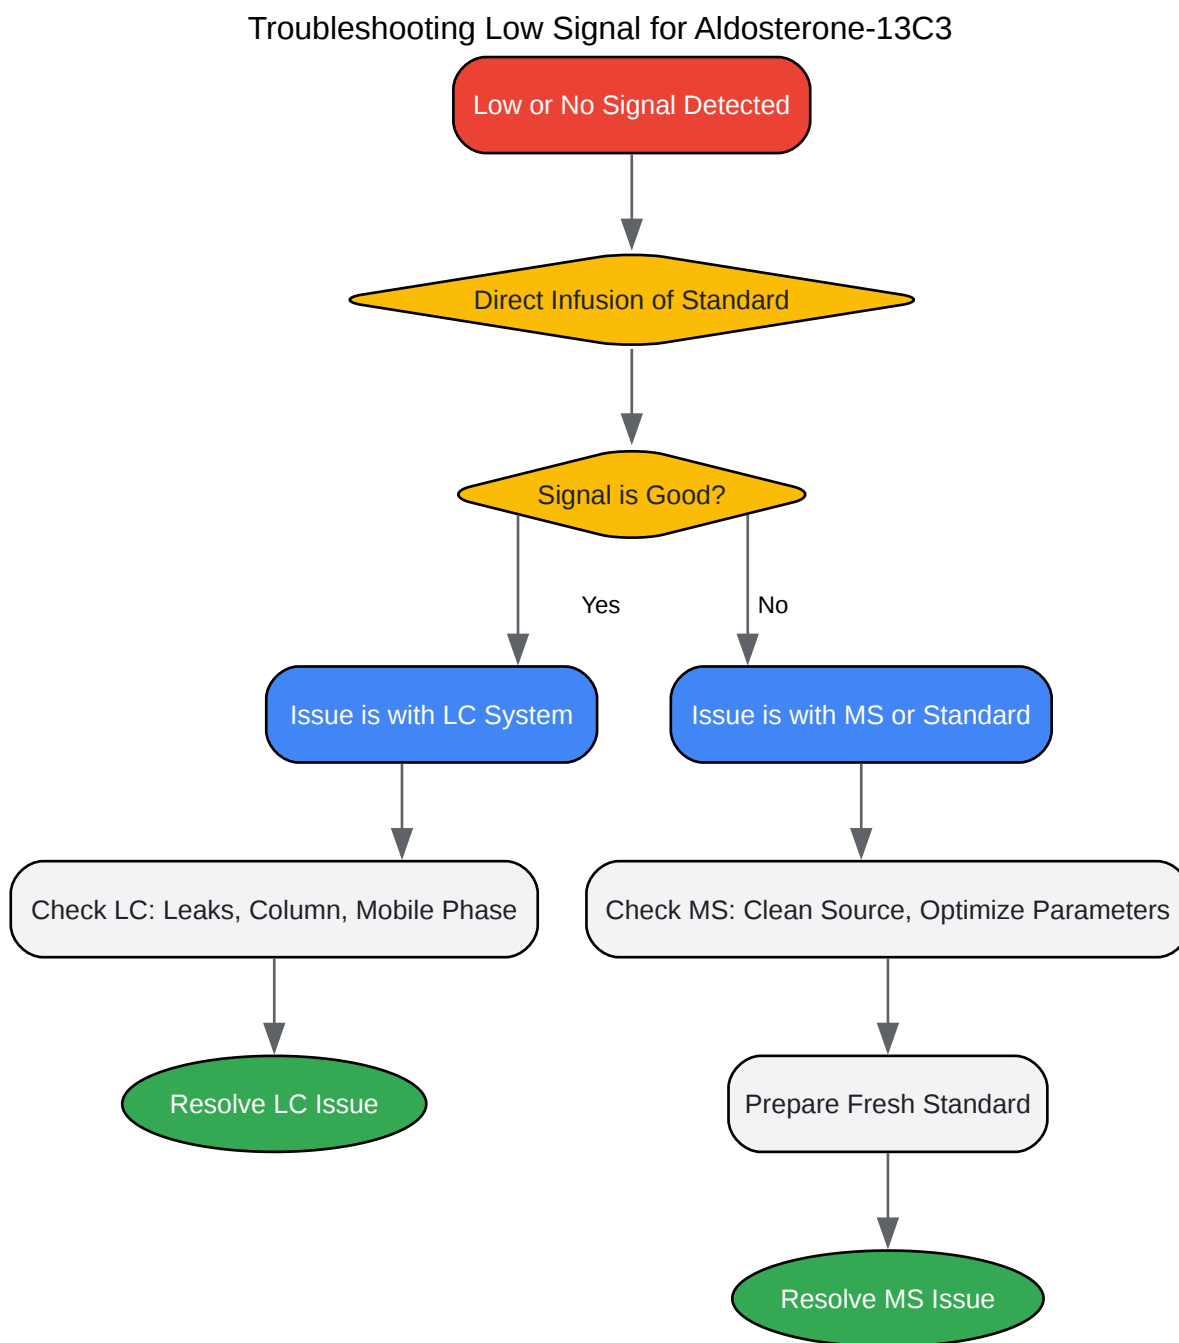 Troubleshooting Low Signal for Aldosterone-13C3
Low or No Signal Detected
Direct Infusion of Standard
Signal is Good?
Yes
No
Issue is with LC System
Issue is with MS or Standard
Check LC: Leaks, Column, Mobile Phase
Check MS: Clean Source, Optimize Parameters
Resolve LC Issue
Prepare Fresh Standard
Resolve MS Issue